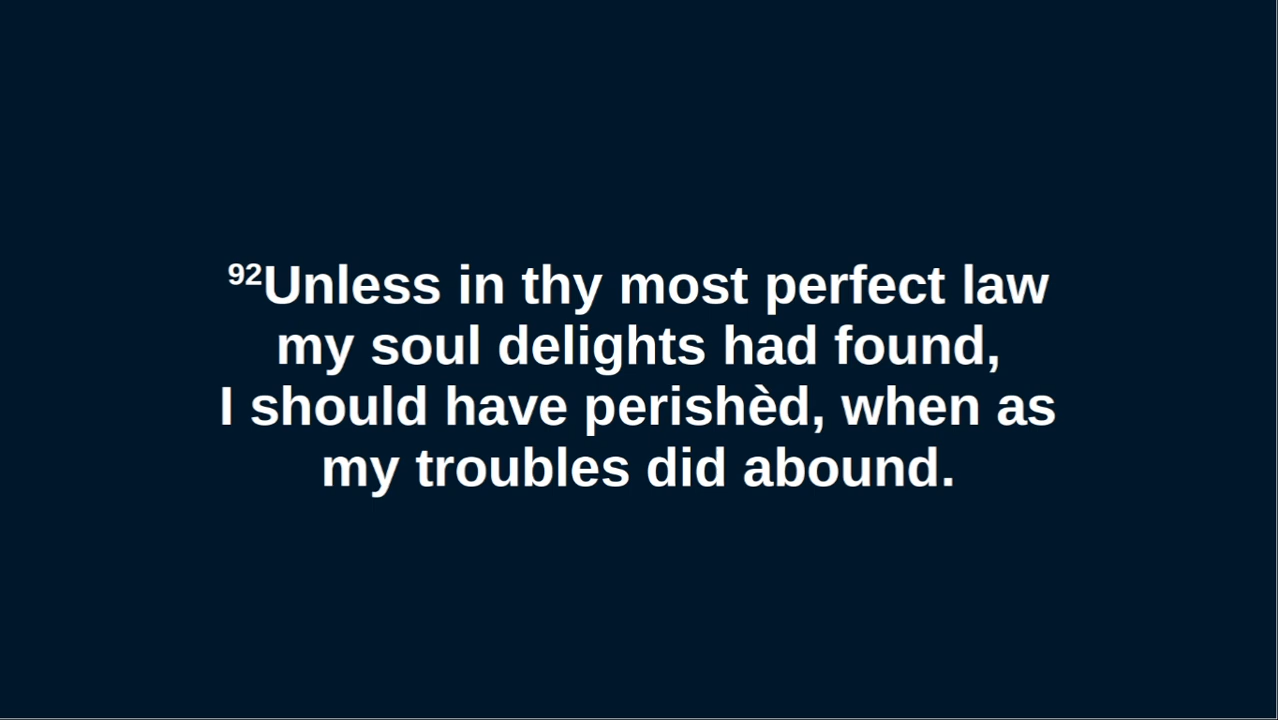 92Unless in thy most perfect law
my soul delights had found,
I should have perishèd, when as
my troubles did abound.